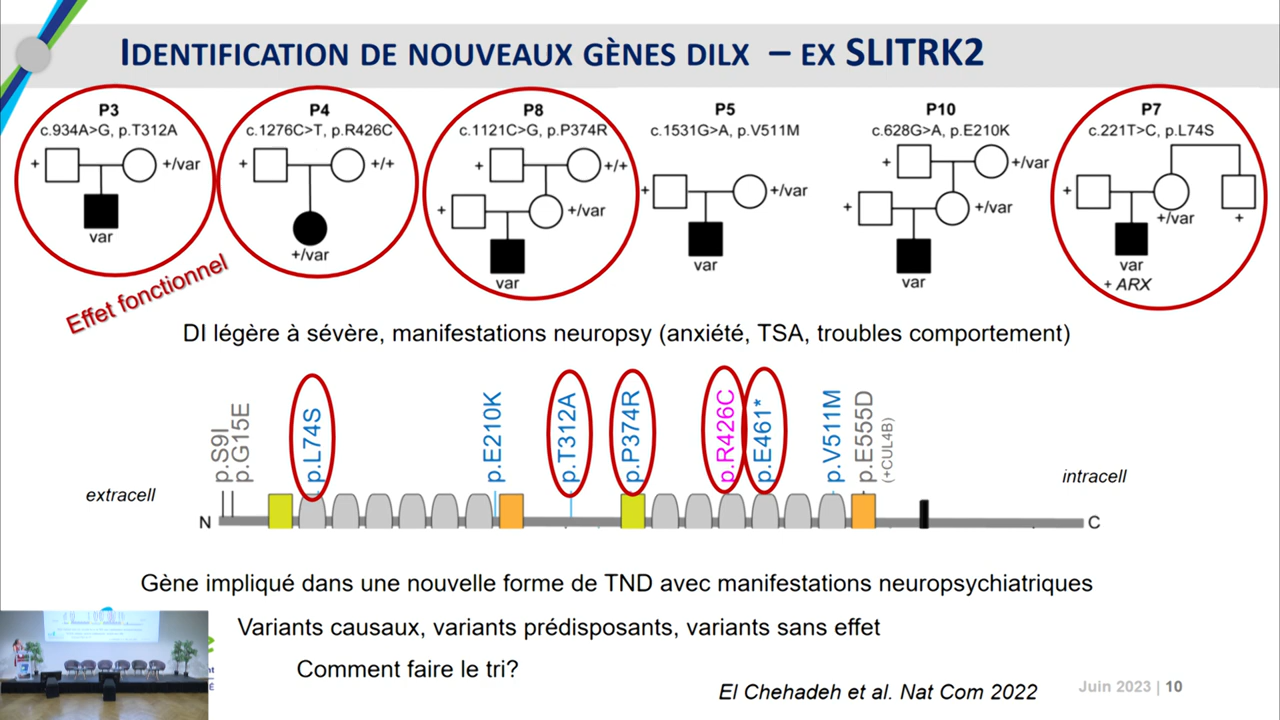 IDENTIFICATION DE NOUVEAUX GÈNES DILX – EX SLITRK2
P3
c.934A>G, p.T312A
+
+/var
var
P4
c.1276C>T, p.R426C
+
+/+
+/var
P8
c.1121C>G, p.P374R
+
+/+
+
+/var
var
P5
c.1531G>A, p.V511M
+
+/var
var
P10
c.628G>A, p.E210K
+
+/var
+
+/var
var
P7
c.221T>C, p.L74S
+
+/var
+
var
+ ARX
Effet fonctionnel
DI légère à sévère, manifestations neuropsy (anxiété, TSA, troubles comportement)
p.S9I
p.G15E
p.L74S
p.E210K
p.T312A
p.P374R
p.R426C
p.E461*
p.V511M
p.E555D
(+CUL4B)
extracell
intracell
N
C
Gène impliqué dans une nouvelle forme de TND avec manifestations neuropsychiatriques
Variants causaux, variants prédisposants, variants sans effet
Comment faire le tri?
El Chehadeh et al. Nat Com 2022
Juin 2023 | 10